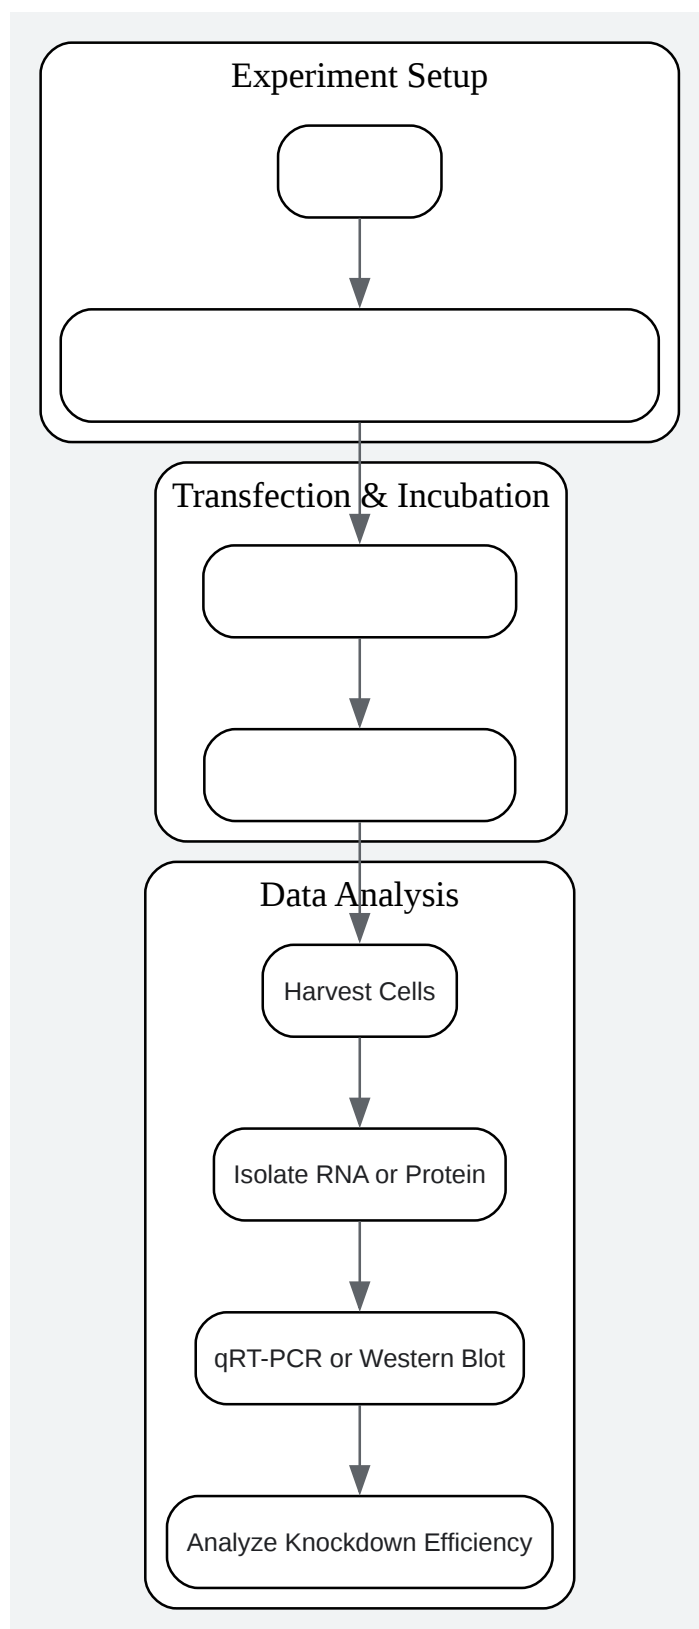 Experiment Setup
Transfection & Incubation
Data Analysis
Harvest Cells
Isolate RNA or Protein
qRT-PCR or Western Blot
Analyze Knockdown Efficiency